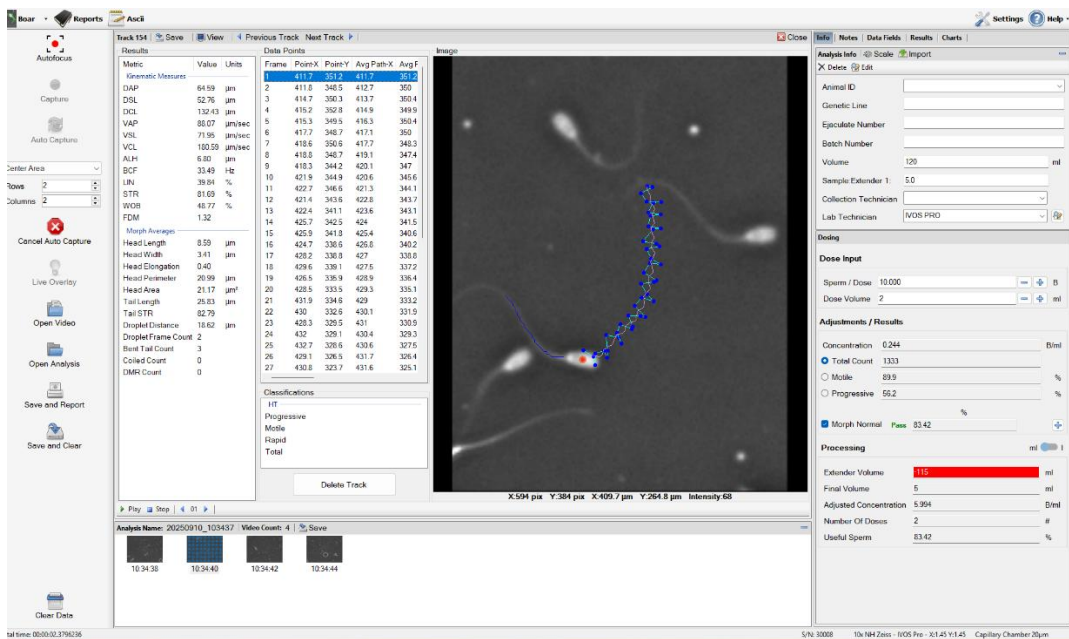 Boar Reports Ascii Settings Help
Autofocus
Capture
Auto Capture
Center Area
Rows 2
Columns 2
Cancel Auto Capture
Live Overlay
Open Video
Open Analysis
Save and Report
Save and Clear
Clear Data
Track 154 Save View Previous Track Next Track Close
Results
Metric Value Units
Kinematic Measures
DAP 64.59 µm
DSL 52.76 µm
DCL 132.43 µm
VAP 88.07 µm/sec
VSL 71.95 µm/sec
VCL 180.59 µm/sec
ALH 6.80 µm
BCF 33.49 Hz
LIN 39.84 %
STR 81.69 %
WOB 48.77 %
FDM 1.32
Morph Averages
Head Length 8.59 µm
Head Width 3.41 µm
Head Elongation 0.40
Head Perimeter 20.99 µm
Head Area 21.17 µm²
Tail Length 25.83 µm
Tail STR 82.79
Droplet Distance 18.62 µm
Droplet Frame Count 2
Bent Tail Count 3
Coiled Count 0
DMR Count 0
Data Points
Frame Point-X Point-Y Avg Path-X Avg F
1 411.7 351.2 411.7 351.2
2 411.8 348.5 412.7 350
3 414.7 350.3 413.7 350.4
4 415.2 352.8 414.9 349.9
5 415.3 349.5 416.3 350.4
6 417.7 348.7 417.1 350
7 418.6 350.6 417.7 348.3
8 418.8 348.7 419.1 347.4
9 418.3 344.2 420.1 347
10 421.9 344.9 420.6 345.6
11 422.7 346.6 421.3 344.1
12 421.4 343.6 422.8 343.7
13 422.4 341.1 423.6 343.1
14 425.7 342.5 424 341.5
15 425.9 341.8 425.4 340.6
16 424.7 338.6 426.8 340.2
17 428.2 338.8 427 338.8
18 429.6 339.1 427.5 337.2
19 426.5 335.9 428.9 336.4
20 428.5 333.5 429.3 335.1
21 431.9 334.6 429 333.2
22 430 332.6 430.1 331.9
23 428.3 329.5 431 330.9
24 432 329.1 430.4 329.3
25 432.7 328.6 430.6 327.5
26 429.1 326.5 431.7 326.4
27 430.8 323.7 431.6 325.1
Classifications
HT
Progressive
Motile
Rapid
Total
Delete Track
Image
X:594 pix Y:384 pix X:409.7 µm Y:264.8 µm Intensity:68
Play Stop 01
Analysis Name: 20250910_103437 Video Count: 4 Save
10:34:38 10:34:40 10:34:42 10:34:44
Info Notes Data Fields Results Charts
Analysis Info Scale Import
Delete Edit
Animal ID
Genetic Line
Ejaculate Number
Batch Number
Volume 120 ml
Sample:Extender 1: 5.0
Collection Technician
Lab Technician IVOS PRO
Dosing
Dose Input
Sperm / Dose 10.000 B
Dose Volume 2 ml
Adjustments / Results
Concentration 0.244 B/ml
Total Count 1333
Motile 89.9 %
Progressive 56.2 %
%
Morph Normal Pass 83.42
Processing ml l
Extender Volume -115 ml
Final Volume 5 ml
Adjusted Concentration 5.994 B/ml
Number Of Doses 2 #
Useful Sperm 83.42 %
tal time: 00:00:02.3796236 S/N: 30008 10x NH Zeiss - IVOS Pro - X:1.45 Y:1.45 Capillary Chamber 20µm